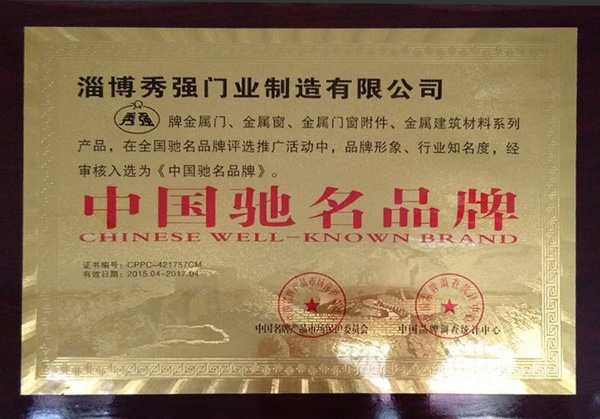 淄博秀强门业制造有限公司
秀强 牌金属门、金属窗、金属门窗附件、金属建筑材料系列
产品，在全国驰名品牌评选推广活动中，品牌形象、行业知名度，经
审核入选为《中国驰名品牌》。
中国驰名品牌
CHINESE WELL-KNOWN BRAND
证书编号：CPPC-421757CM
有效日期：2015.04-2017.04
中国名牌产品市场保护委员会
中国品牌调查统计中心